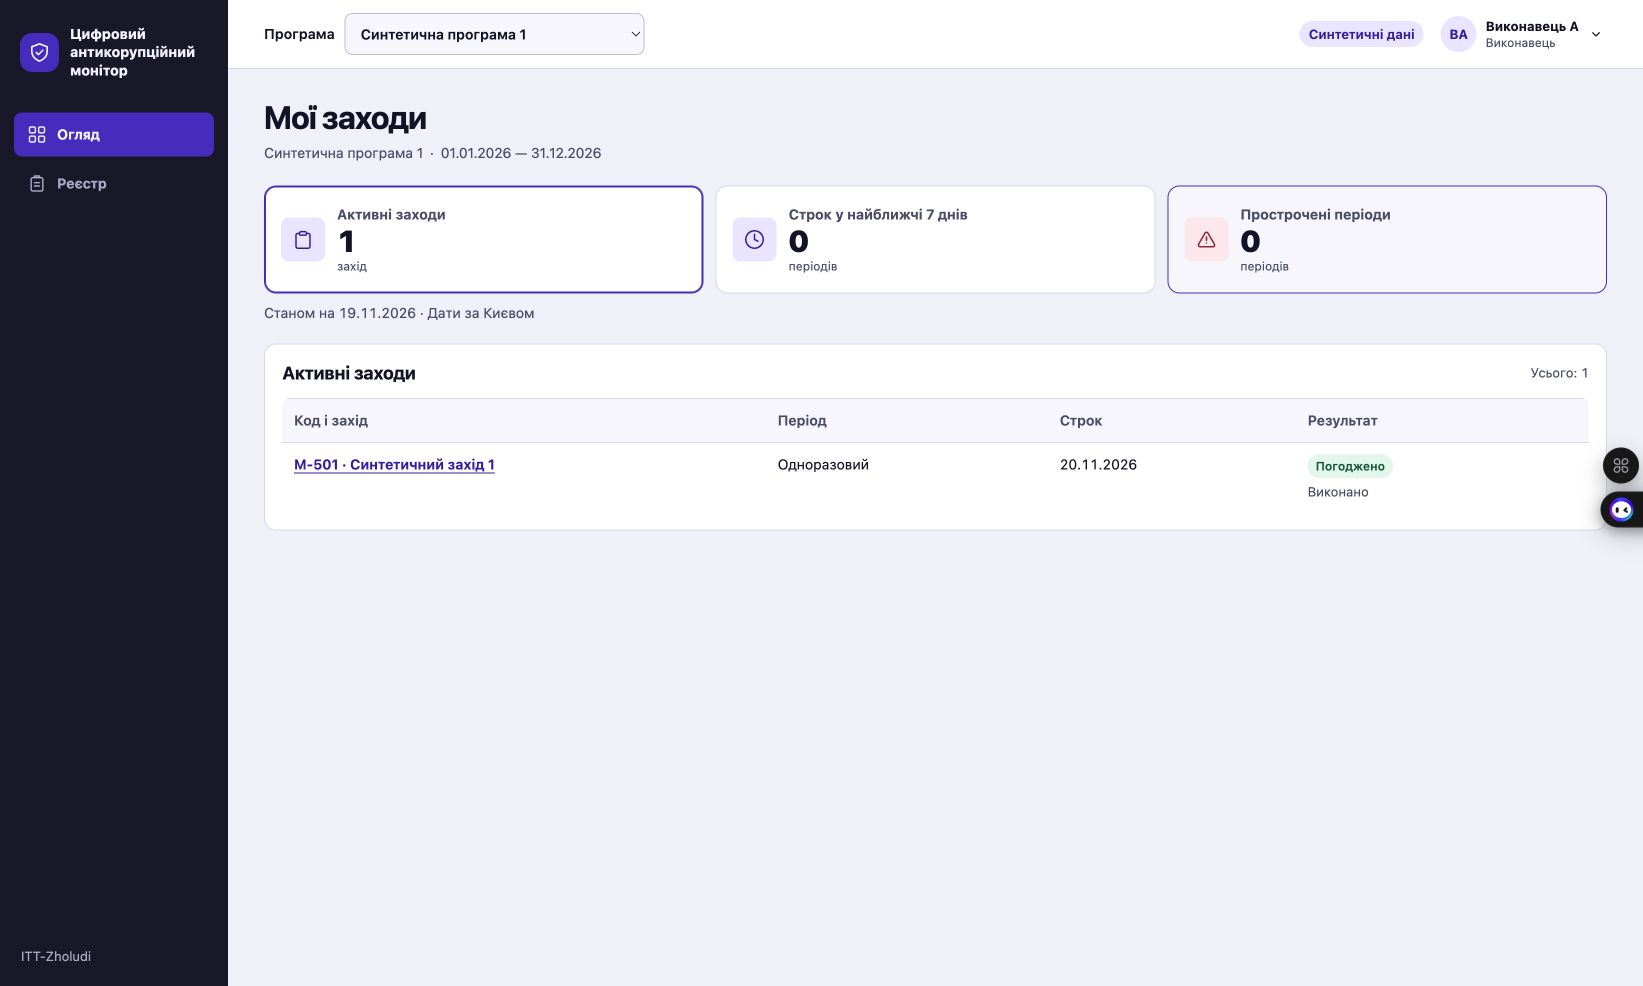 Цифровий
антикорупційний
монітор
Огляд
Реєстр
ITT-Zholudi
Програма
Синтетична програма 1
Синтетичні дані
ВА
Виконавець А
Виконавець
Мої заходи
Синтетична програма 1 · 01.01.2026 — 31.12.2026
Активні заходи
1
захід
Строк у найближчі 7 днів
0
періодів
Прострочені періоди
0
періодів
Станом на 19.11.2026 · Дати за Києвом
Активні заходи
Усього: 1
Код і захід Період Строк Результат
М-501 · Синтетичний захід 1 Одноразовий 20.11.2026 Погоджено
Виконано